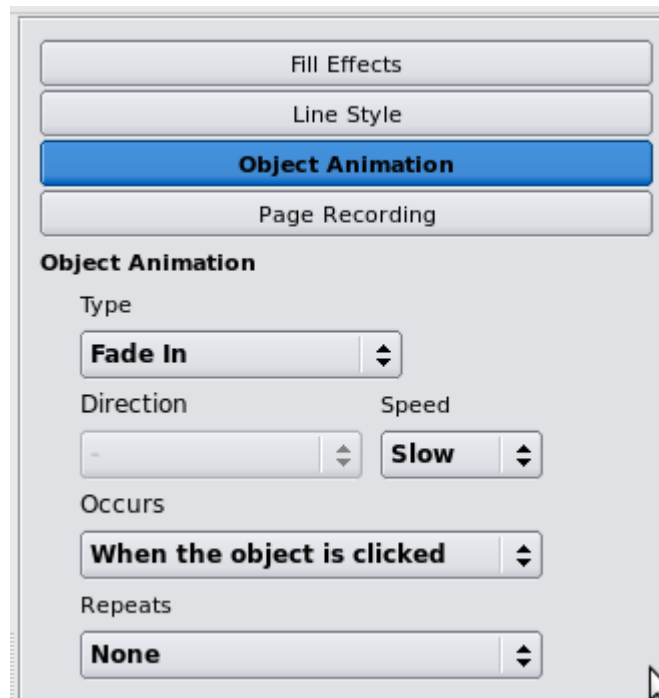 Fill Effects
Line Style
Object Animation
Page Recording
Object Animation
Type
Fade In
Direction Speed
- Slow
Occurs
When the object is clicked
Repeats
None